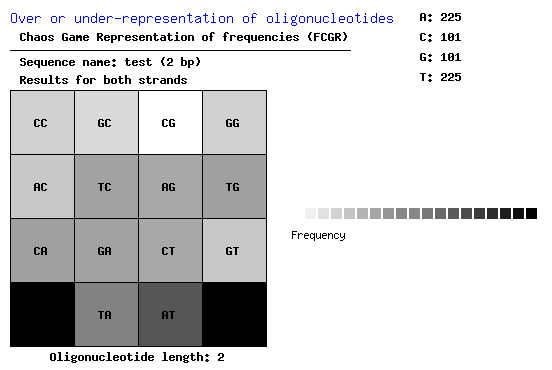 Over or under-representation of oligonucleotides
Chaos Game Representation of frequencies (FCGR)
Sequence name: test (2 bp)
Results for both strands
A: 225
C: 101
G: 101
T: 225
CC GC CG GG
AC TC AG TG
CA GA CT GT
TA AT
Frequency
Oligonucleotide length: 2